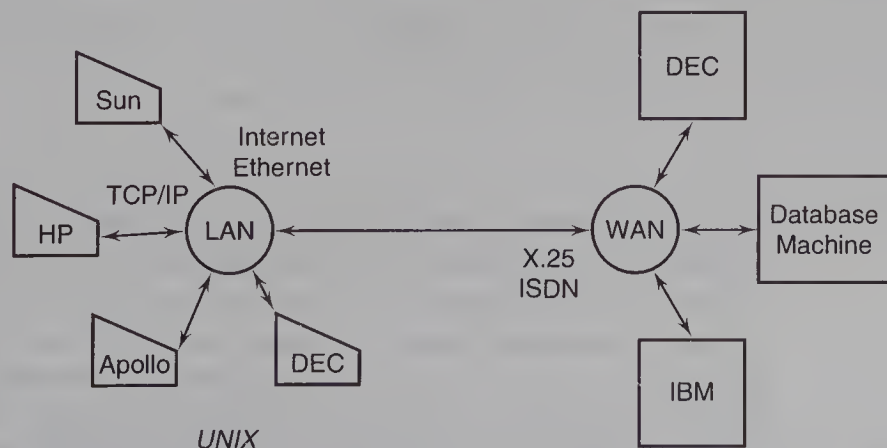 DEC
Sun
Internet
Ethernet
TCP/IP
HP
LAN
WAN
Database
Machine
X.25
ISDN
Apollo
DEC
IBM
UNIX